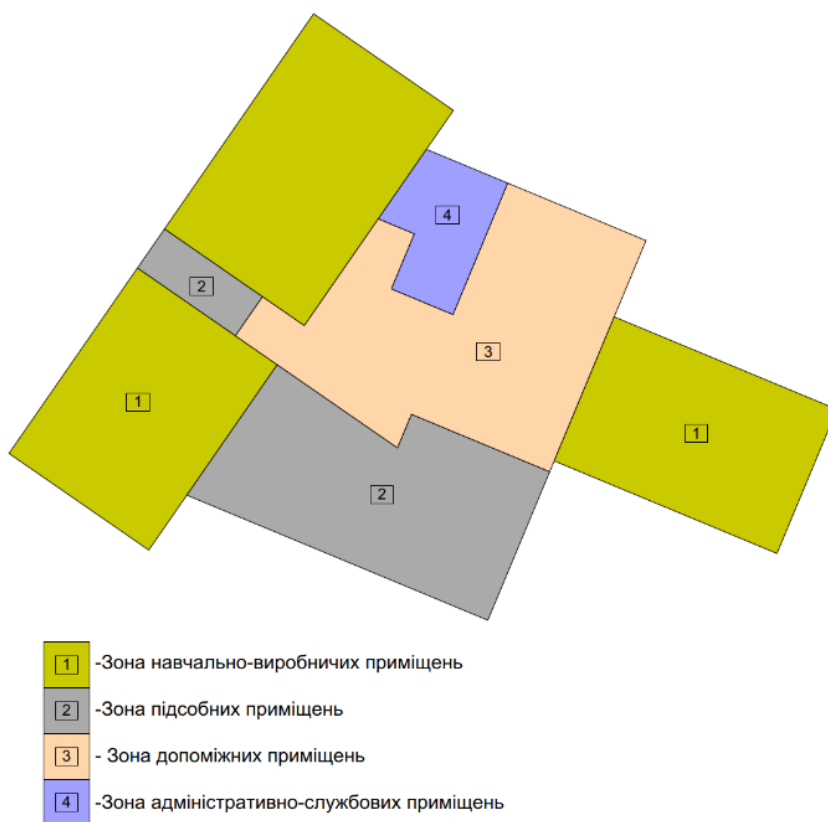 4
2
3
1
1
2
1 -Зона навчально-виробничих приміщень
2 -Зона підсобних приміщень
3 - Зона допоміжних приміщень
4 -Зона адміністративно-службових приміщень